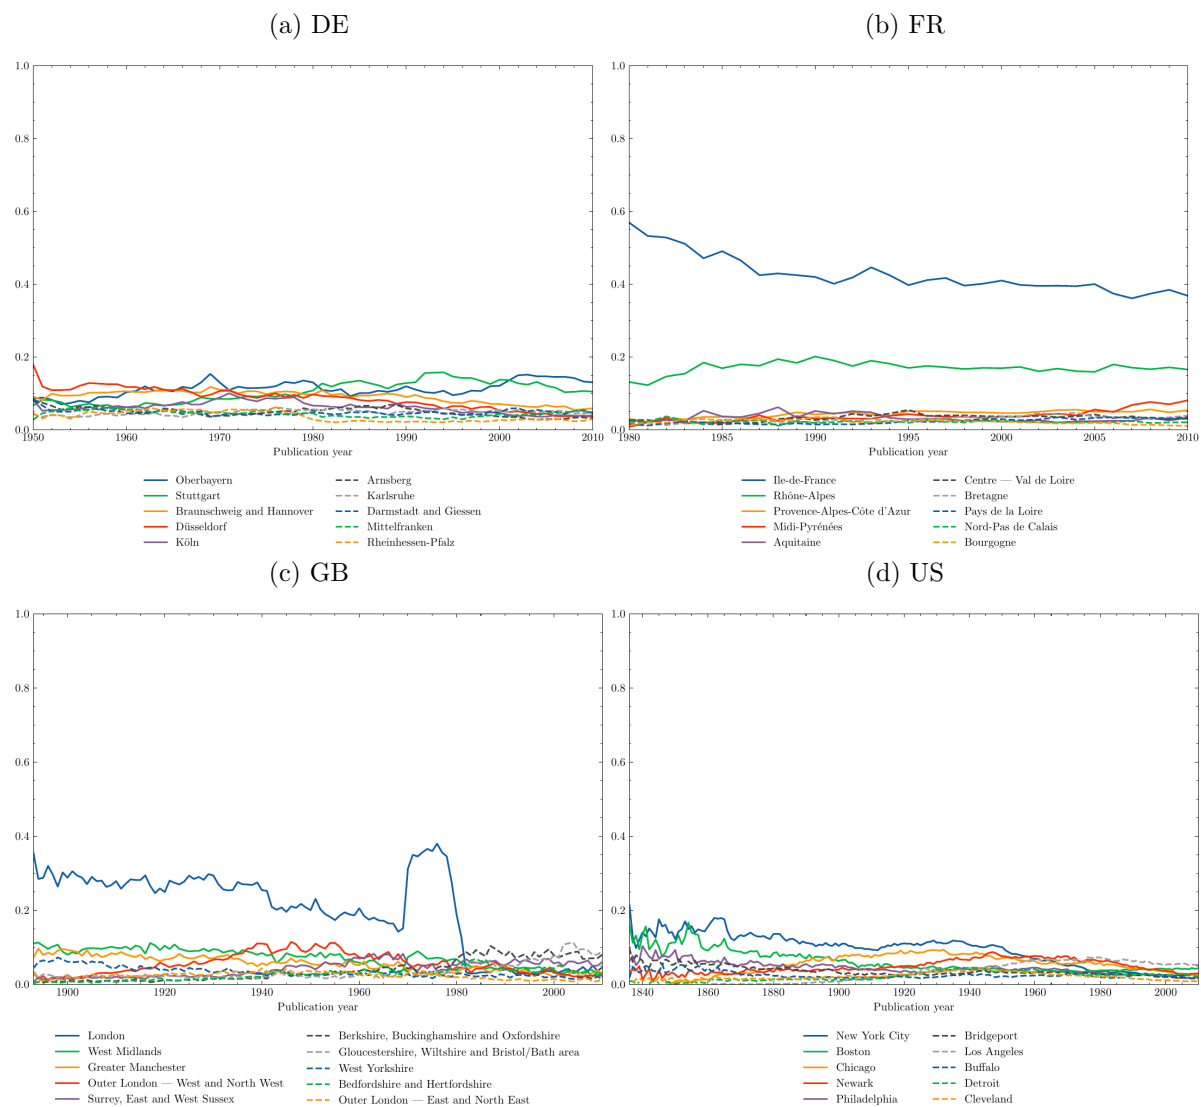 (a) DE
(b) FR
1.0
0.8
0.6
0.4
0.2
0.0
1950 1960 1970 1980 1990 2000 2010
Publication year
Oberbayern
Stuttgart
Braunschweig and Hannover
Düsseldorf
Köln
Arnsberg
Karlsruhe
Darmstadt and Giessen
Mittelfranken
Rheinhessen-Pfalz
1.0
0.8
0.6
0.4
0.2
0.0
1980 1985 1990 1995 2000 2005 2010
Publication year
Ile-de-France
Rhône-Alpes
Provence-Alpes-Côte d'Azur
Midi-Pyrénées
Aquitaine
Centre — Val de Loire
Bretagne
Pays de la Loire
Nord-Pas de Calais
Bourgogne
(c) GB
(d) US
1.0
0.8
0.6
0.4
0.2
0.0
1900 1920 1940 1960 1980 2000
Publication year
London
West Midlands
Greater Manchester
Outer London — West and North West
Surrey, East and West Sussex
Berkshire, Buckinghamshire and Oxfordshire
Gloucestershire, Wiltshire and Bristol/Bath area
West Yorkshire
Bedfordshire and Hertfordshire
Outer London — East and North East
1.0
0.8
0.6
0.4
0.2
0.0
1840 1860 1880 1900 1920 1940 1960 1980 2000
Publication year
New York City
Boston
Chicago
Newark
Philadelphia
Bridgeport
Los Angeles
Buffalo
Detroit
Cleveland